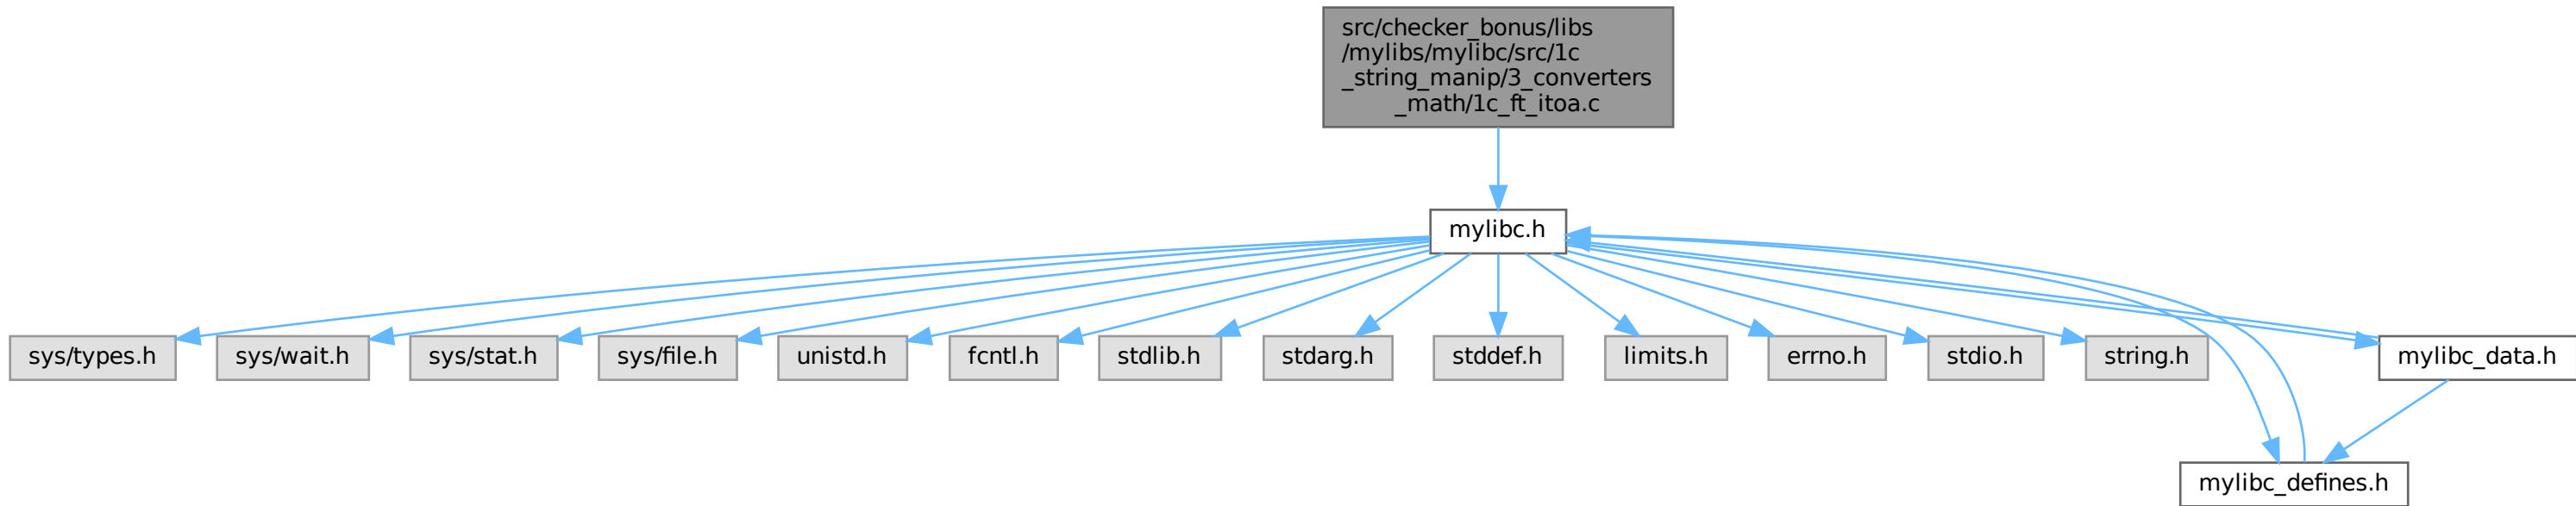 src/checker_bonus/libs
/mylibs/mylibc/src/1c
_string_manip/3_converters
_math/1c_ft_itoa.c
mylibc.h
sys/types.h
sys/wait.h
sys/stat.h
sys/file.h
unistd.h
fcntl.h
stdlib.h
stdarg.h
stddef.h
limits.h
errno.h
stdio.h
string.h
mylibc_data.h
mylibc_defines.h